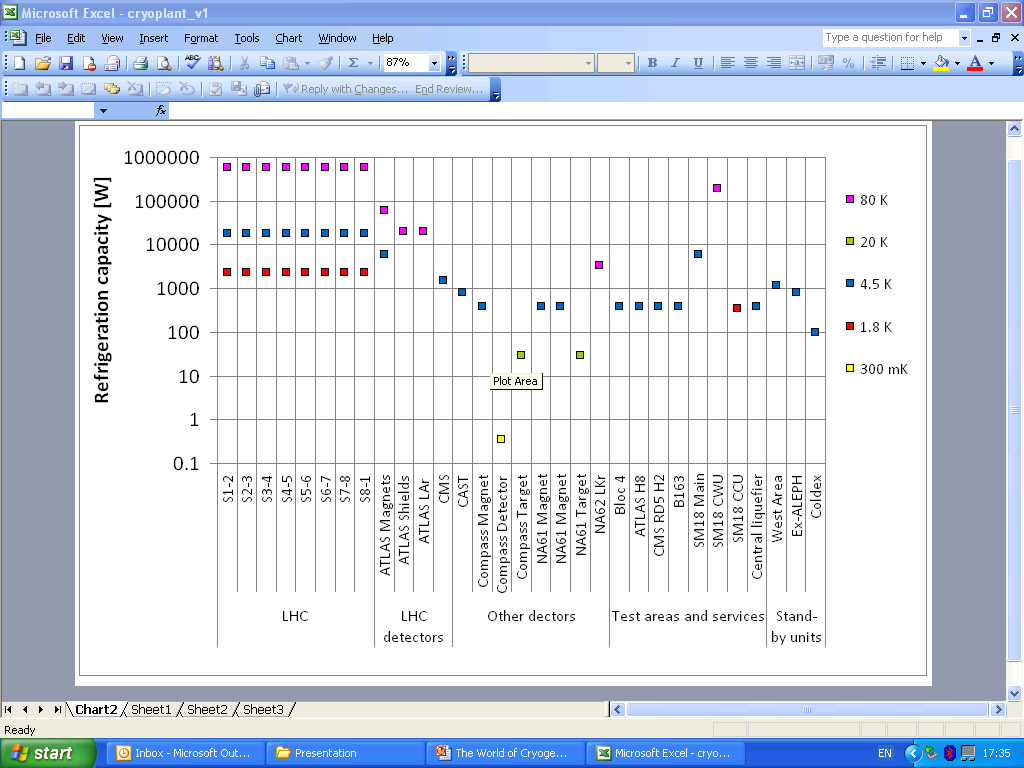 Microsoft Excel - cryoplant_v1
File Edit View Insert Format Tools Chart Window Help
Type a question for help
Σ 87% B I U %
Reply with Changes... End Review...
fx
Refrigeration capacity [W]
1000000
100000
10000
1000
100
10
1
0.1
80 K
20 K
4.5 K
1.8 K
300 mK
Plot Area
S1-2
S2-3
S3-4
S4-5
S5-6
S6-7
S7-8
S8-1
ATLAS Magnets
ATLAS Shields
ATLAS LAr
CMS
CAST
Compass Magnet
Compass Detector
Compass Target
NA61 Magnet
NA61 Magnet
NA61 Target
NA62 LKr
Bloc 4
ATLAS H8
CMS RD5 H2
B163
SM18 Main
SM18 CWU
SM18 CCU
Central liquefier
West Area
Ex-ALEPH
Coldex
LHC
LHC
detectors
Other dectors
Test areas and services
Stand-
by units
Chart2 Sheet1 Sheet2 Sheet3
Ready
start Inbox - Microsoft Out... Presentation The World of Cryoge... Microsoft Excel - cryo... EN 17:35